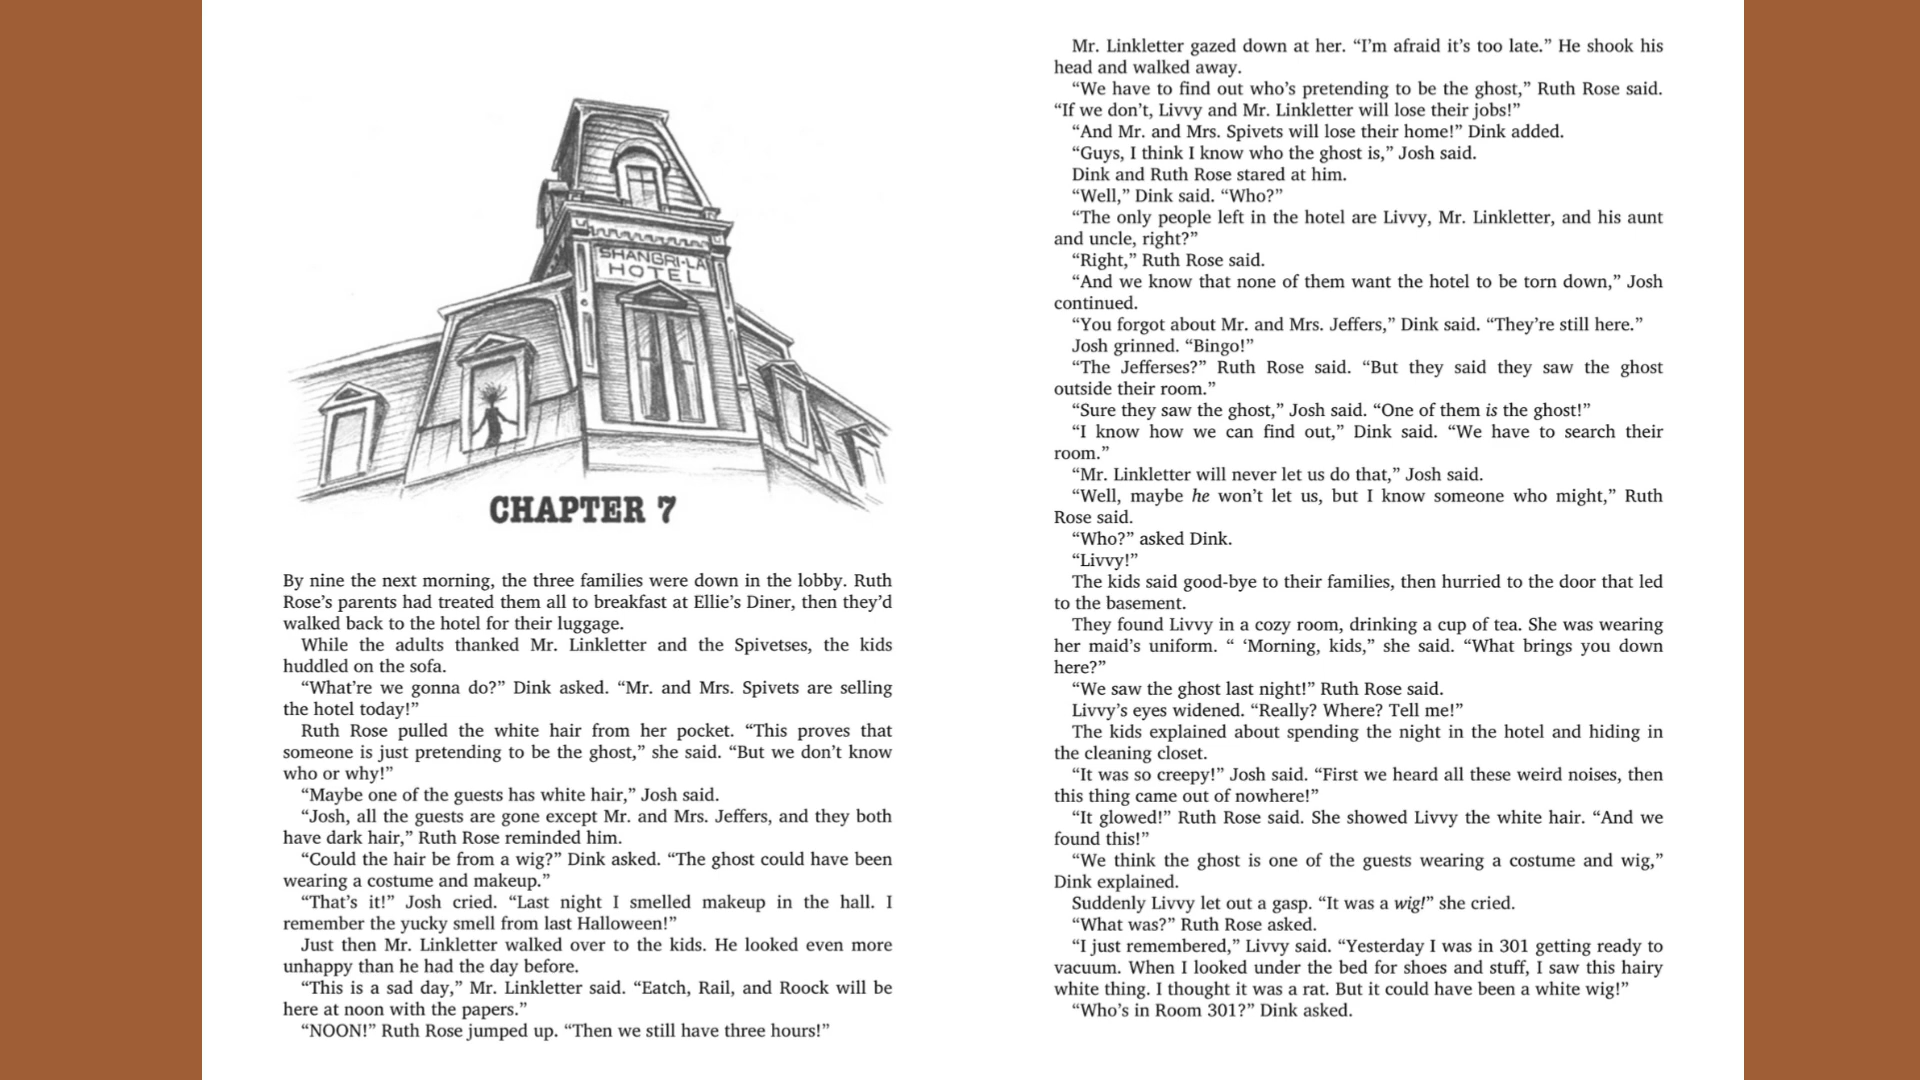 SHANGRI-LA
HOTEL
CHAPTER 7
By nine the next morning, the three families were down in the lobby. Ruth
Rose’s parents had treated them all to breakfast at Ellie’s Diner, then they’d
walked back to the hotel for their luggage.
While the adults thanked Mr. Linkletter and the Spivetses, the kids
huddled on the sofa.
“What’re we gonna do?” Dink asked. “Mr. and Mrs. Spivets are selling
the hotel today!”
Ruth Rose pulled the white hair from her pocket. “This proves that
someone is just pretending to be the ghost,” she said. “But we don’t know
who or why!”
“Maybe one of the guests has white hair,” Josh said.
“Josh, all the guests are gone except Mr. and Mrs. Jeffers, and they both
have dark hair,” Ruth Rose reminded him.
“Could the hair be from a wig?” Dink asked. “The ghost could have been
wearing a costume and makeup.”
“That’s it!” Josh cried. “Last night I smelled makeup in the hall. I
remember the yucky smell from last Halloween!”
Just then Mr. Linkletter walked over to the kids. He looked even more
unhappy than he had the day before.
“This is a sad day,” Mr. Linkletter said. “Eatch, Rail, and Roock will be
here at noon with the papers.”
“NOON!” Ruth Rose jumped up. “Then we still have three hours!”
Mr. Linkletter gazed down at her. “I’m afraid it’s too late.” He shook his
head and walked away.
“We have to find out who’s pretending to be the ghost,” Ruth Rose said.
“If we don’t, Livvy and Mr. Linkletter will lose their jobs!”
“And Mr. and Mrs. Spivets will lose their home!” Dink added.
“Guys, I think I know who the ghost is,” Josh said.
Dink and Ruth Rose stared at him.
“Well,” Dink said. “Who?”
“The only people left in the hotel are Livvy, Mr. Linkletter, and his aunt
and uncle, right?”
“Right,” Ruth Rose said.
“And we know that none of them want the hotel to be torn down,” Josh
continued.
“You forgot about Mr. and Mrs. Jeffers,” Dink said. “They’re still here.”
Josh grinned. “Bingo!”
“The Jefferses?” Ruth Rose said. “But they said they saw the ghost
outside their room.”
“Sure they saw the ghost,” Josh said. “One of them is the ghost!”
“I know how we can find out,” Dink said. “We have to search their
room.”
“Mr. Linkletter will never let us do that,” Josh said.
“Well, maybe he won’t let us, but I know someone who might,” Ruth
Rose said.
“Who?” asked Dink.
“Livvy!”
The kids said good-bye to their families, then hurried to the door that led
to the basement.
They found Livvy in a cozy room, drinking a cup of tea. She was wearing
her maid’s uniform. “ ‘Morning, kids,” she said. “What brings you down
here?”
“We saw the ghost last night!” Ruth Rose said.
Livvy’s eyes widened. “Really? Where? Tell me!”
The kids explained about spending the night in the hotel and hiding in
the cleaning closet.
“It was so creepy!” Josh said. “First we heard all these weird noises, then
this thing came out of nowhere!”
“It glowed!” Ruth Rose said. She showed Livvy the white hair. “And we
found this!”
“We think the ghost is one of the guests wearing a costume and wig,”
Dink explained.
Suddenly Livvy let out a gasp. “It was a wig!” she cried.
“What was?” Ruth Rose asked.
“I just remembered,” Livvy said. “Yesterday I was in 301 getting ready to
vacuum. When I looked under the bed for shoes and stuff, I saw this hairy
white thing. I thought it was a rat. But it could have been a white wig!”
“Who’s in Room 301?” Dink asked.